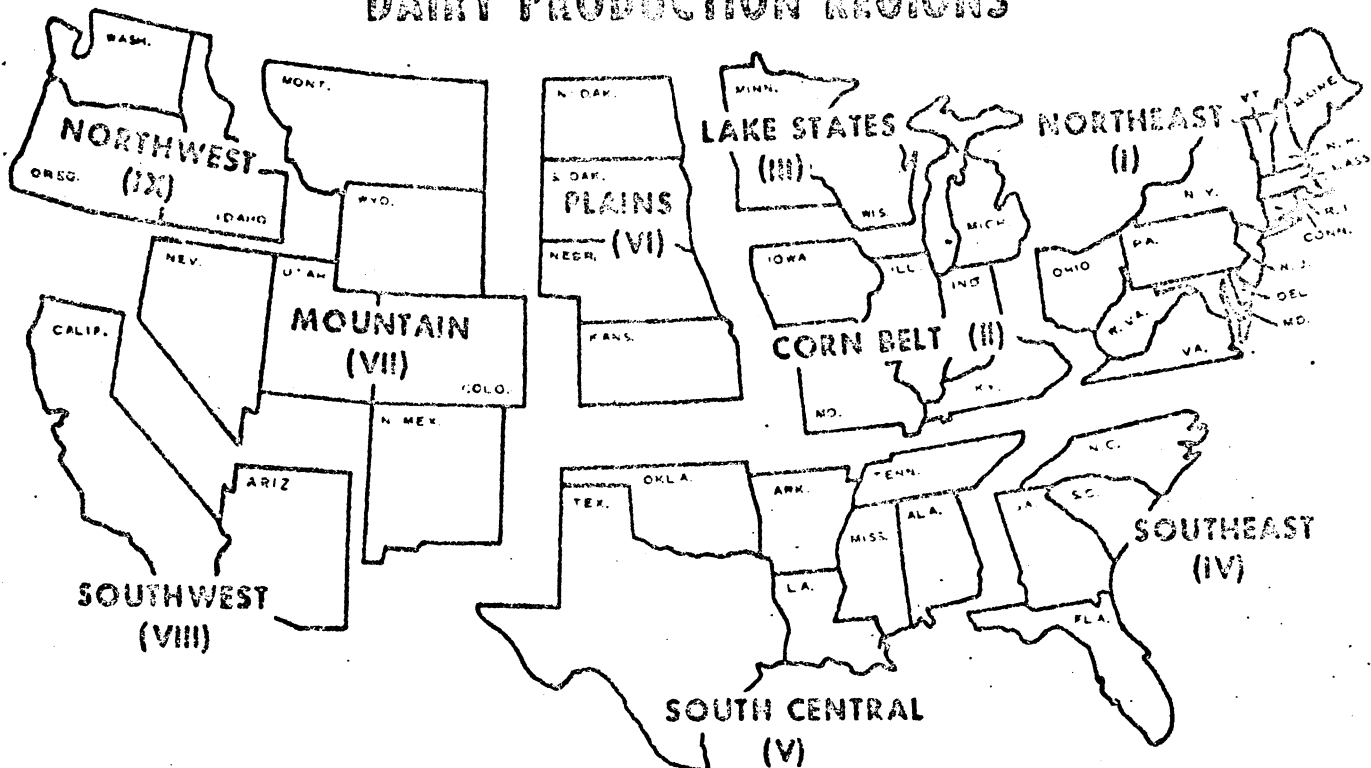 DAIRY PRODUCTION REGIONS
WASH.
OREG.
IDAHO
NORTHWEST
(IX)
MONT.
WYO.
NEV.
UTAH
COLO.
N. MEX.
MOUNTAIN
(VII)
CALIF.
ARIZ
SOUTHWEST
(VIII)
N. DAK.
S. DAK.
NEBR.
KANS.
PLAINS
(VI)
MINN.
WIS.
MICH.
LAKE STATES
(III)
IOWA
ILL.
IND
MO.
KY.
CORN BELT (II)
NORTHEAST
(I)
VT
MAINE
N.H.
MASS
R.I.
CONN.
N.Y.
PA.
N.J.
DEL
MD.
OHIO
W.VA.
VA.
OKLA.
TEX.
ARK.
LA.
TENN.
MISS.
ALA.
SOUTH CENTRAL
(V)
N.C.
S.C.
GA.
FLA.
SOUTHEAST
(IV)